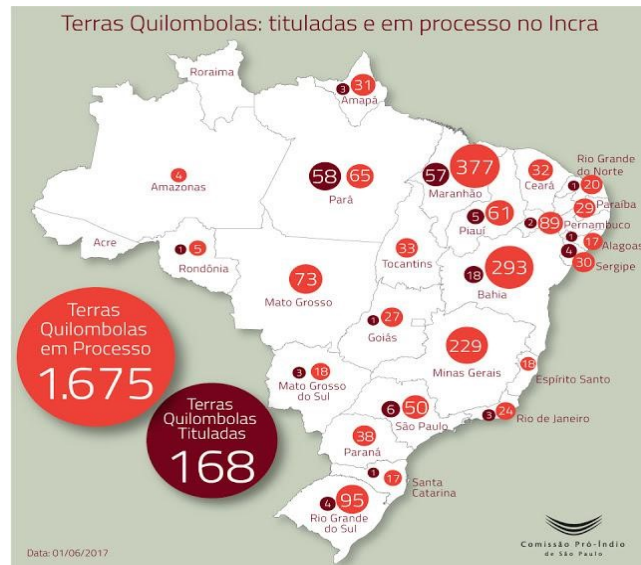 Terras Quilombolas: tituladas e em processo no Incra
Roraima
3 31
Amapá
4
Amazonas
58 65
Pará
57 377
Maranhão
32
Ceará
Rio Grande
do Norte
1 20
29 Paraíba
5 61
Piauí
2 89 Pernambuco
1 17 Alagoas
4 30
Sergipe
Acre
1 5
Rondônia
33
Tocantins
73
Mato Grosso
18 293
Bahia
1 27
Goiás
229
Minas Gerais
18
Espírito Santo
3 18
Mato Grosso
do Sul
6 50
São Paulo
3 24
Rio de Janeiro
38
Paraná
1 17
Santa
Catarina
4 95
Rio Grande
do Sul
Terras
Quilombolas
em Processo
1.675
Terras
Quilombolas
Tituladas
168
Data: 01/06/2017
Comissão Pró-Índio
de São Paulo